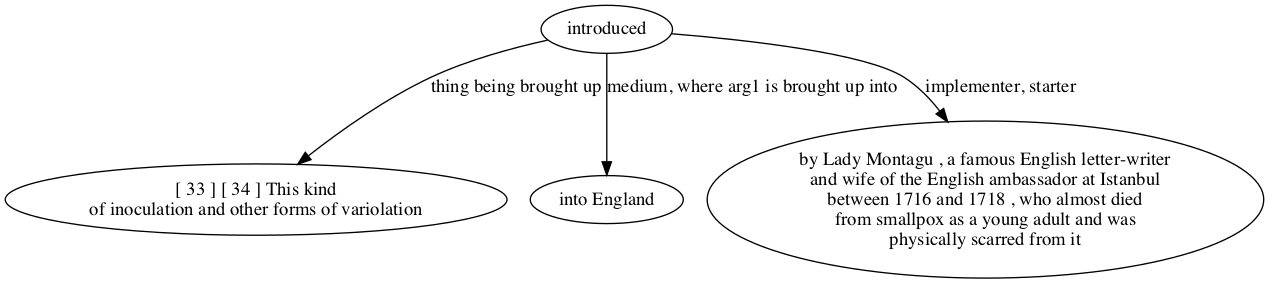 introduced
thing being brought up
medium, where arg1 is brought up into
implementer, starter
[ 33 ] [ 34 ] This kind
of inoculation and other forms of variolation
into England
by Lady Montagu , a famous English letter-writer
and wife of the English ambassador at Istanbul
between 1716 and 1718 , who almost died
from smallpox as a young adult and was
physically scarred from it